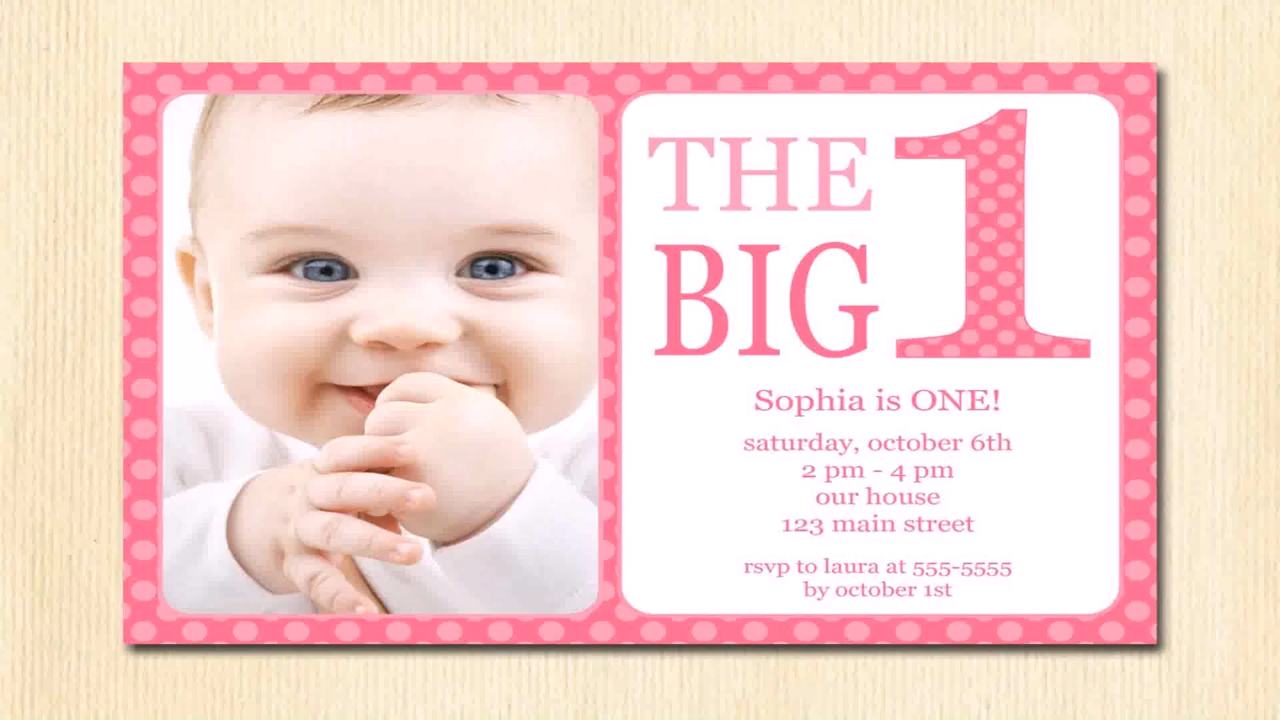 THE
BIG 1
Sophia is ONE!
saturday, october 6th
2 pm - 4 pm
our house
123 main street
rsvp to laura at 555-5555
by october 1st